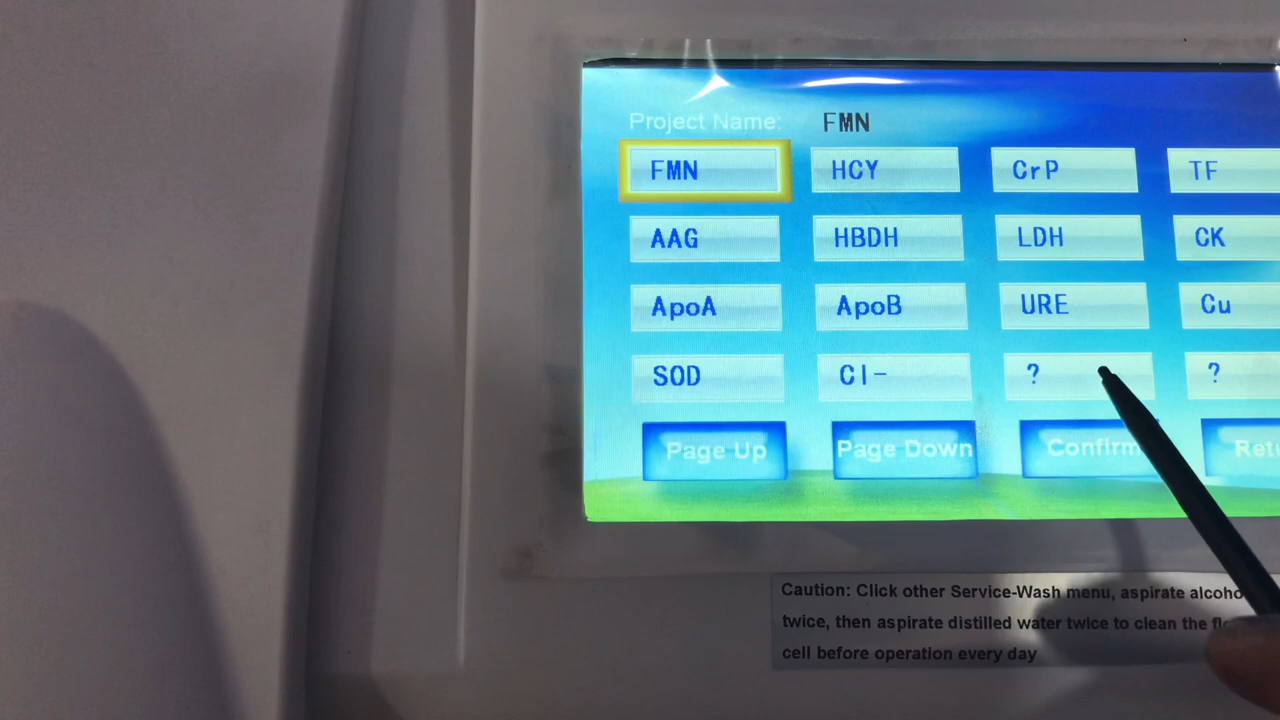 Project Name: FMN
FMN HCY CrP TF
AAG HBDH LDH CK
ApoA ApoB URE Cu
SOD Cl- ? ?
Page Up Page Down Confirm
Caution: Click other Service-Wash menu, aspirate
twice, then aspirate distilled water twice to clean the
cell before operation every day